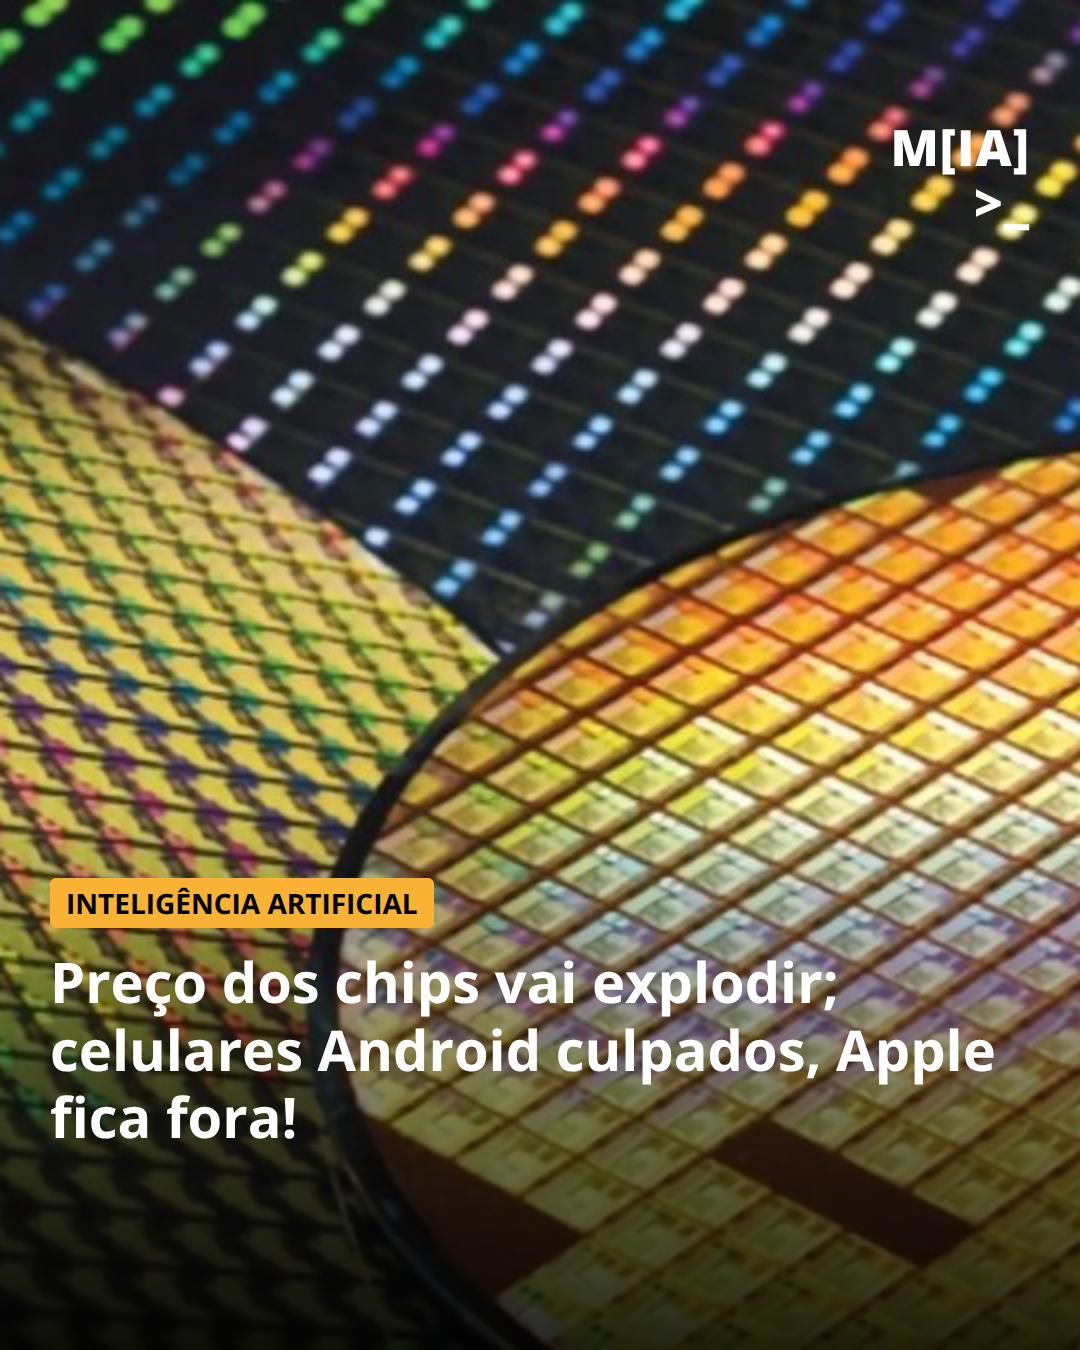 M[IA]
>_
INTELIGÊNCIA ARTIFICIAL
Preço dos chips vai explodir;
celulares Android culpados, Apple
fica fora!